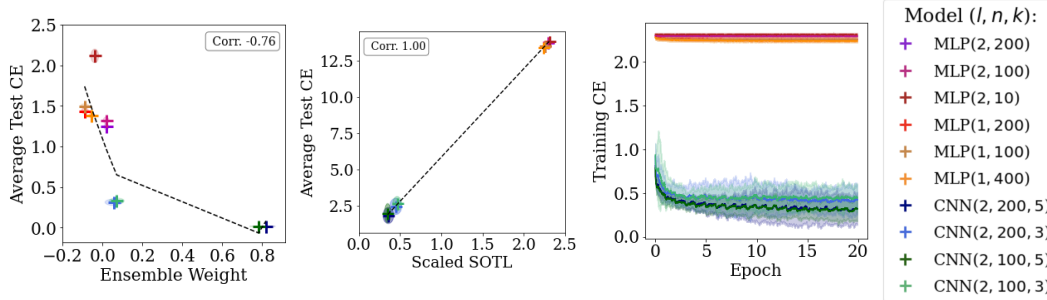 2.5
2.0
1.5
1.0
0.5
0.0
Average Test CE
Corr. -0.76
−0.2 0.0 0.2 0.4 0.6 0.8
Ensemble Weight
12.5
10.0
7.5
5.0
2.5
Average Test CE
Corr. 1.00
0.0 0.5 1.0 1.5 2.0 2.5
Scaled SOTL
2.0
1.5
1.0
0.5
0.0
Training CE
0 5 10 15 20
Epoch
Model (l, n, k):
MLP(2, 200)
MLP(2, 100)
MLP(2, 10)
MLP(1, 200)
MLP(1, 100)
MLP(1, 400)
CNN(2, 200, 5)
CNN(2, 200, 3)
CNN(2, 100, 5)
CNN(2, 100, 3)